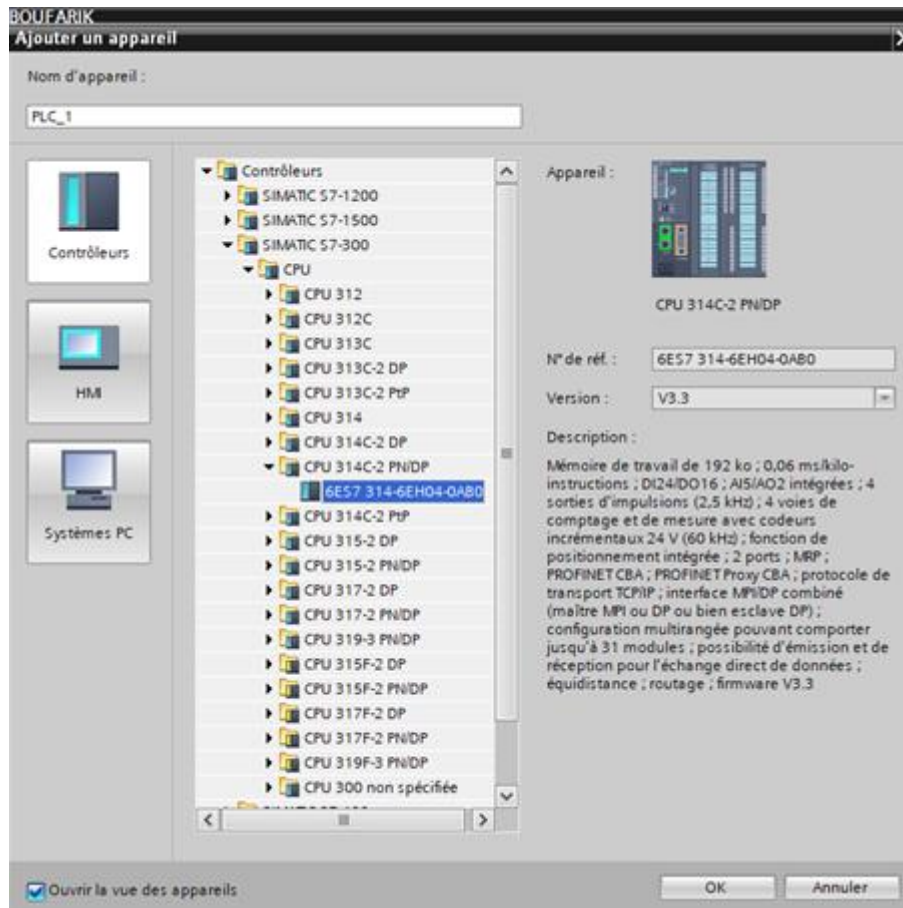 BOUFARIK
Ajouter un appareil
Nom d'appareil :
PLC_1
Contrôleurs
HMI
Systèmes PC
Contrôleurs
SIMATIC S7-1200
SIMATIC S7-1500
SIMATIC S7-300
CPU
CPU 312
CPU 312C
CPU 313C
CPU 313C-2 DP
CPU 313C-2 PtP
CPU 314
CPU 314C-2 DP
CPU 314C-2 PN/DP
6ES7 314-6EH04-0AB0
CPU 314C-2 PtP
CPU 315-2 DP
CPU 315-2 PN/DP
CPU 317-2 DP
CPU 317-2 PN/DP
CPU 319-3 PN/DP
CPU 315F-2 DP
CPU 315F-2 PN/DP
CPU 317F-2 DP
CPU 317F-2 PN/DP
CPU 319F-3 PN/DP
CPU 300 non spécifiée
Appareil :
CPU 314C-2 PN/DP
N° de réf. : 6ES7 314-6EH04-0AB0
Version : V3.3
Description :
Mémoire de travail de 192 ko ; 0,06 ms/kilo-
instructions ; DI24/DO16 ; AI5/AO2 intégrées ; 4
sorties d'impulsions (2,5 kHz) ; 4 voies de
comptage et de mesure avec codeurs
incrémentaux 24 V (60 kHz) ; fonction de
positionnement intégrée ; 2 ports ; MRP ;
PROFINET CBA ; PROFINET Proxy CBA ; protocole de
transport TCP/IP ; interface MPI/DP combiné
(maître MPI ou DP ou bien esclave DP) ;
configuration multirangée pouvant comporter
jusqu'à 31 modules ; possibilité d'émission et de
réception pour l'échange direct de données ;
équidistance ; routage ; firmware V3.3
Ouvrir la vue des appareils
OK
Annuler